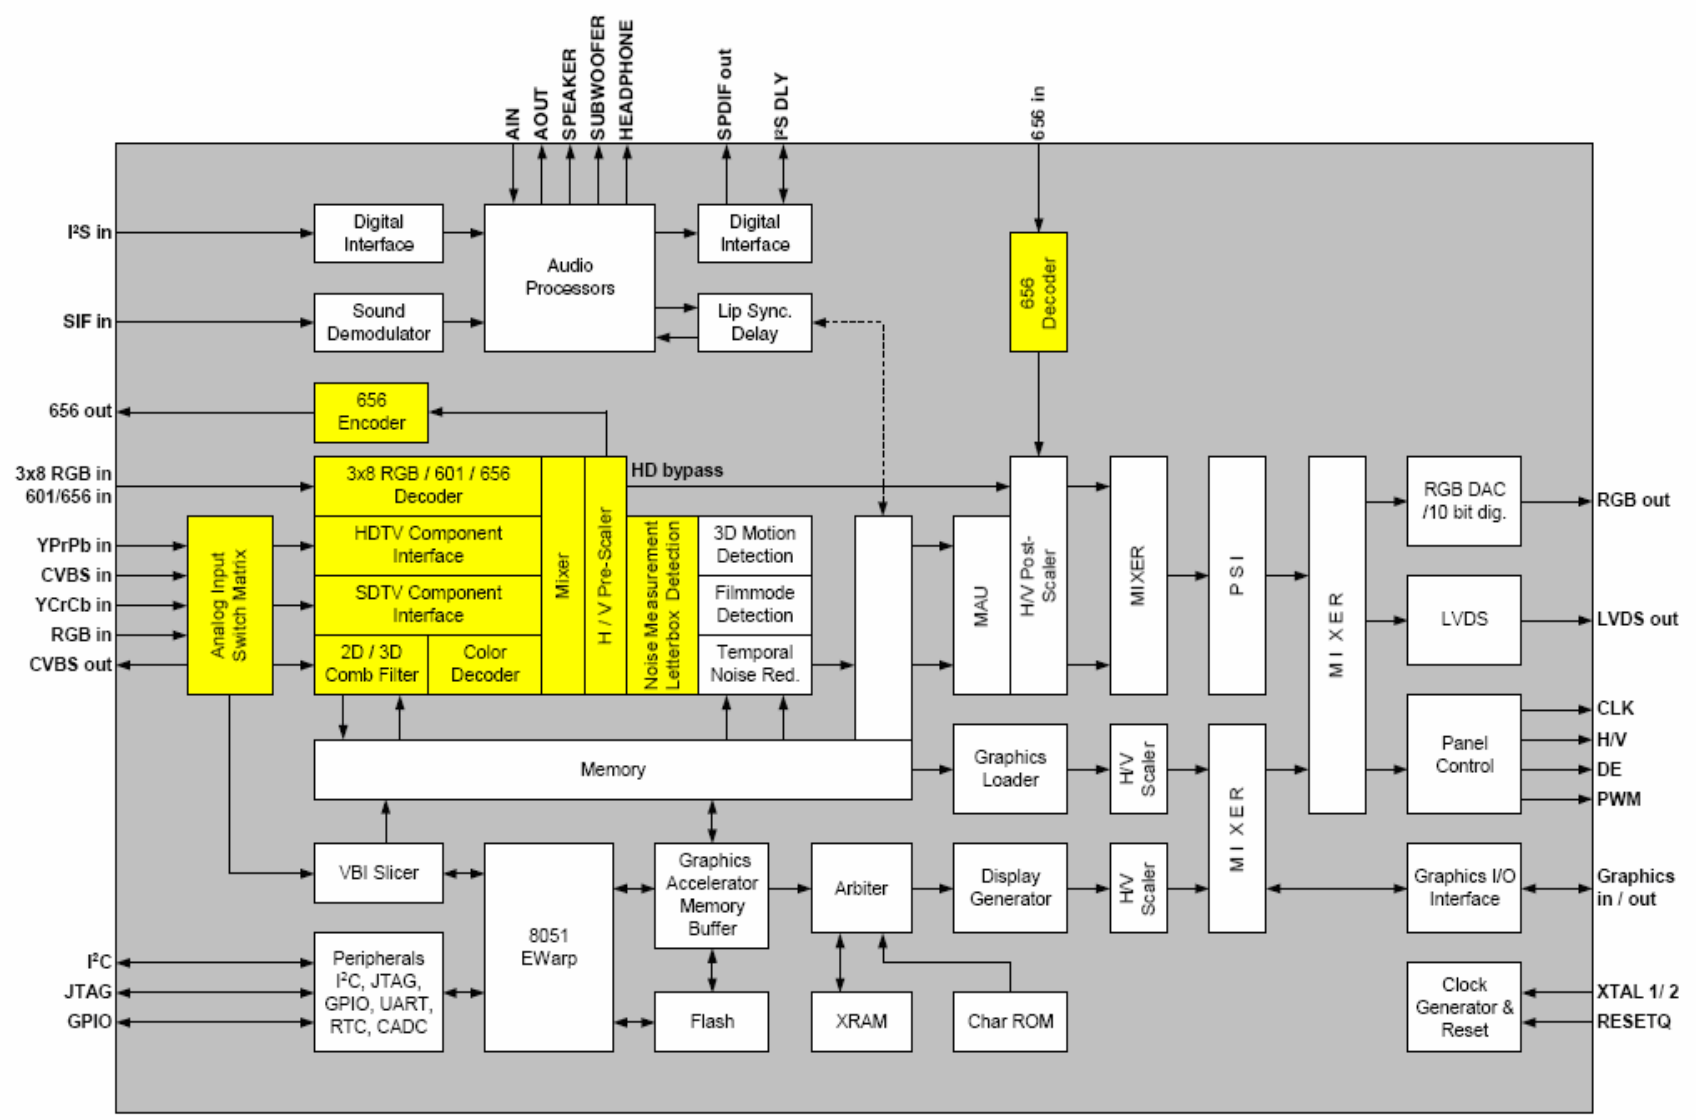 AIN
AOUT
SPEAKER
SUBWOOFER
HEADPHONE
SPDIF out
I²S DLY
656 in
I²S in
Digital
Interface
Audio
Processors
Digital
Interface
656
Decoder
SIF in
Sound
Demodulator
Lip Sync.
Delay
656 out
656
Encoder
3x8 RGB in
601/656 in
3x8 RGB / 601 / 656
Decoder
HD bypass
YPrPb in
CVBS in
YCrCb in
RGB in
CVBS out
Analog Input
Switch Matrix
HDTV Component
Interface
SDTV Component
Interface
2D / 3D
Comb Filter
Color
Decoder
Mixer
H / V Pre-Scaler
Noise Measurement
Letterbox Detection
3D Motion
Detection
Filmmode
Detection
Temporal
Noise Red.
MAU
H/V Post-
Scaler
MIXER
PSI
MIXER
RGB DAC
/10 bit dig.
RGB out
LVDS
LVDS out
Panel
Control
CLK
H/V
DE
PWM
Memory
Graphics
Loader
H/V
Scaler
MIXER
VBI Slicer
8051
EWarp
Graphics
Accelerator
Memory
Buffer
Arbiter
Display
Generator
H/V
Scaler
Graphics I/O
Interface
Graphics
in / out
I²C
JTAG
GPIO
Peripherals
I²C, JTAG,
GPIO, UART,
RTC, CADC
Flash
XRAM
Char ROM
Clock
Generator &
Reset
XTAL 1/ 2
RESETQ